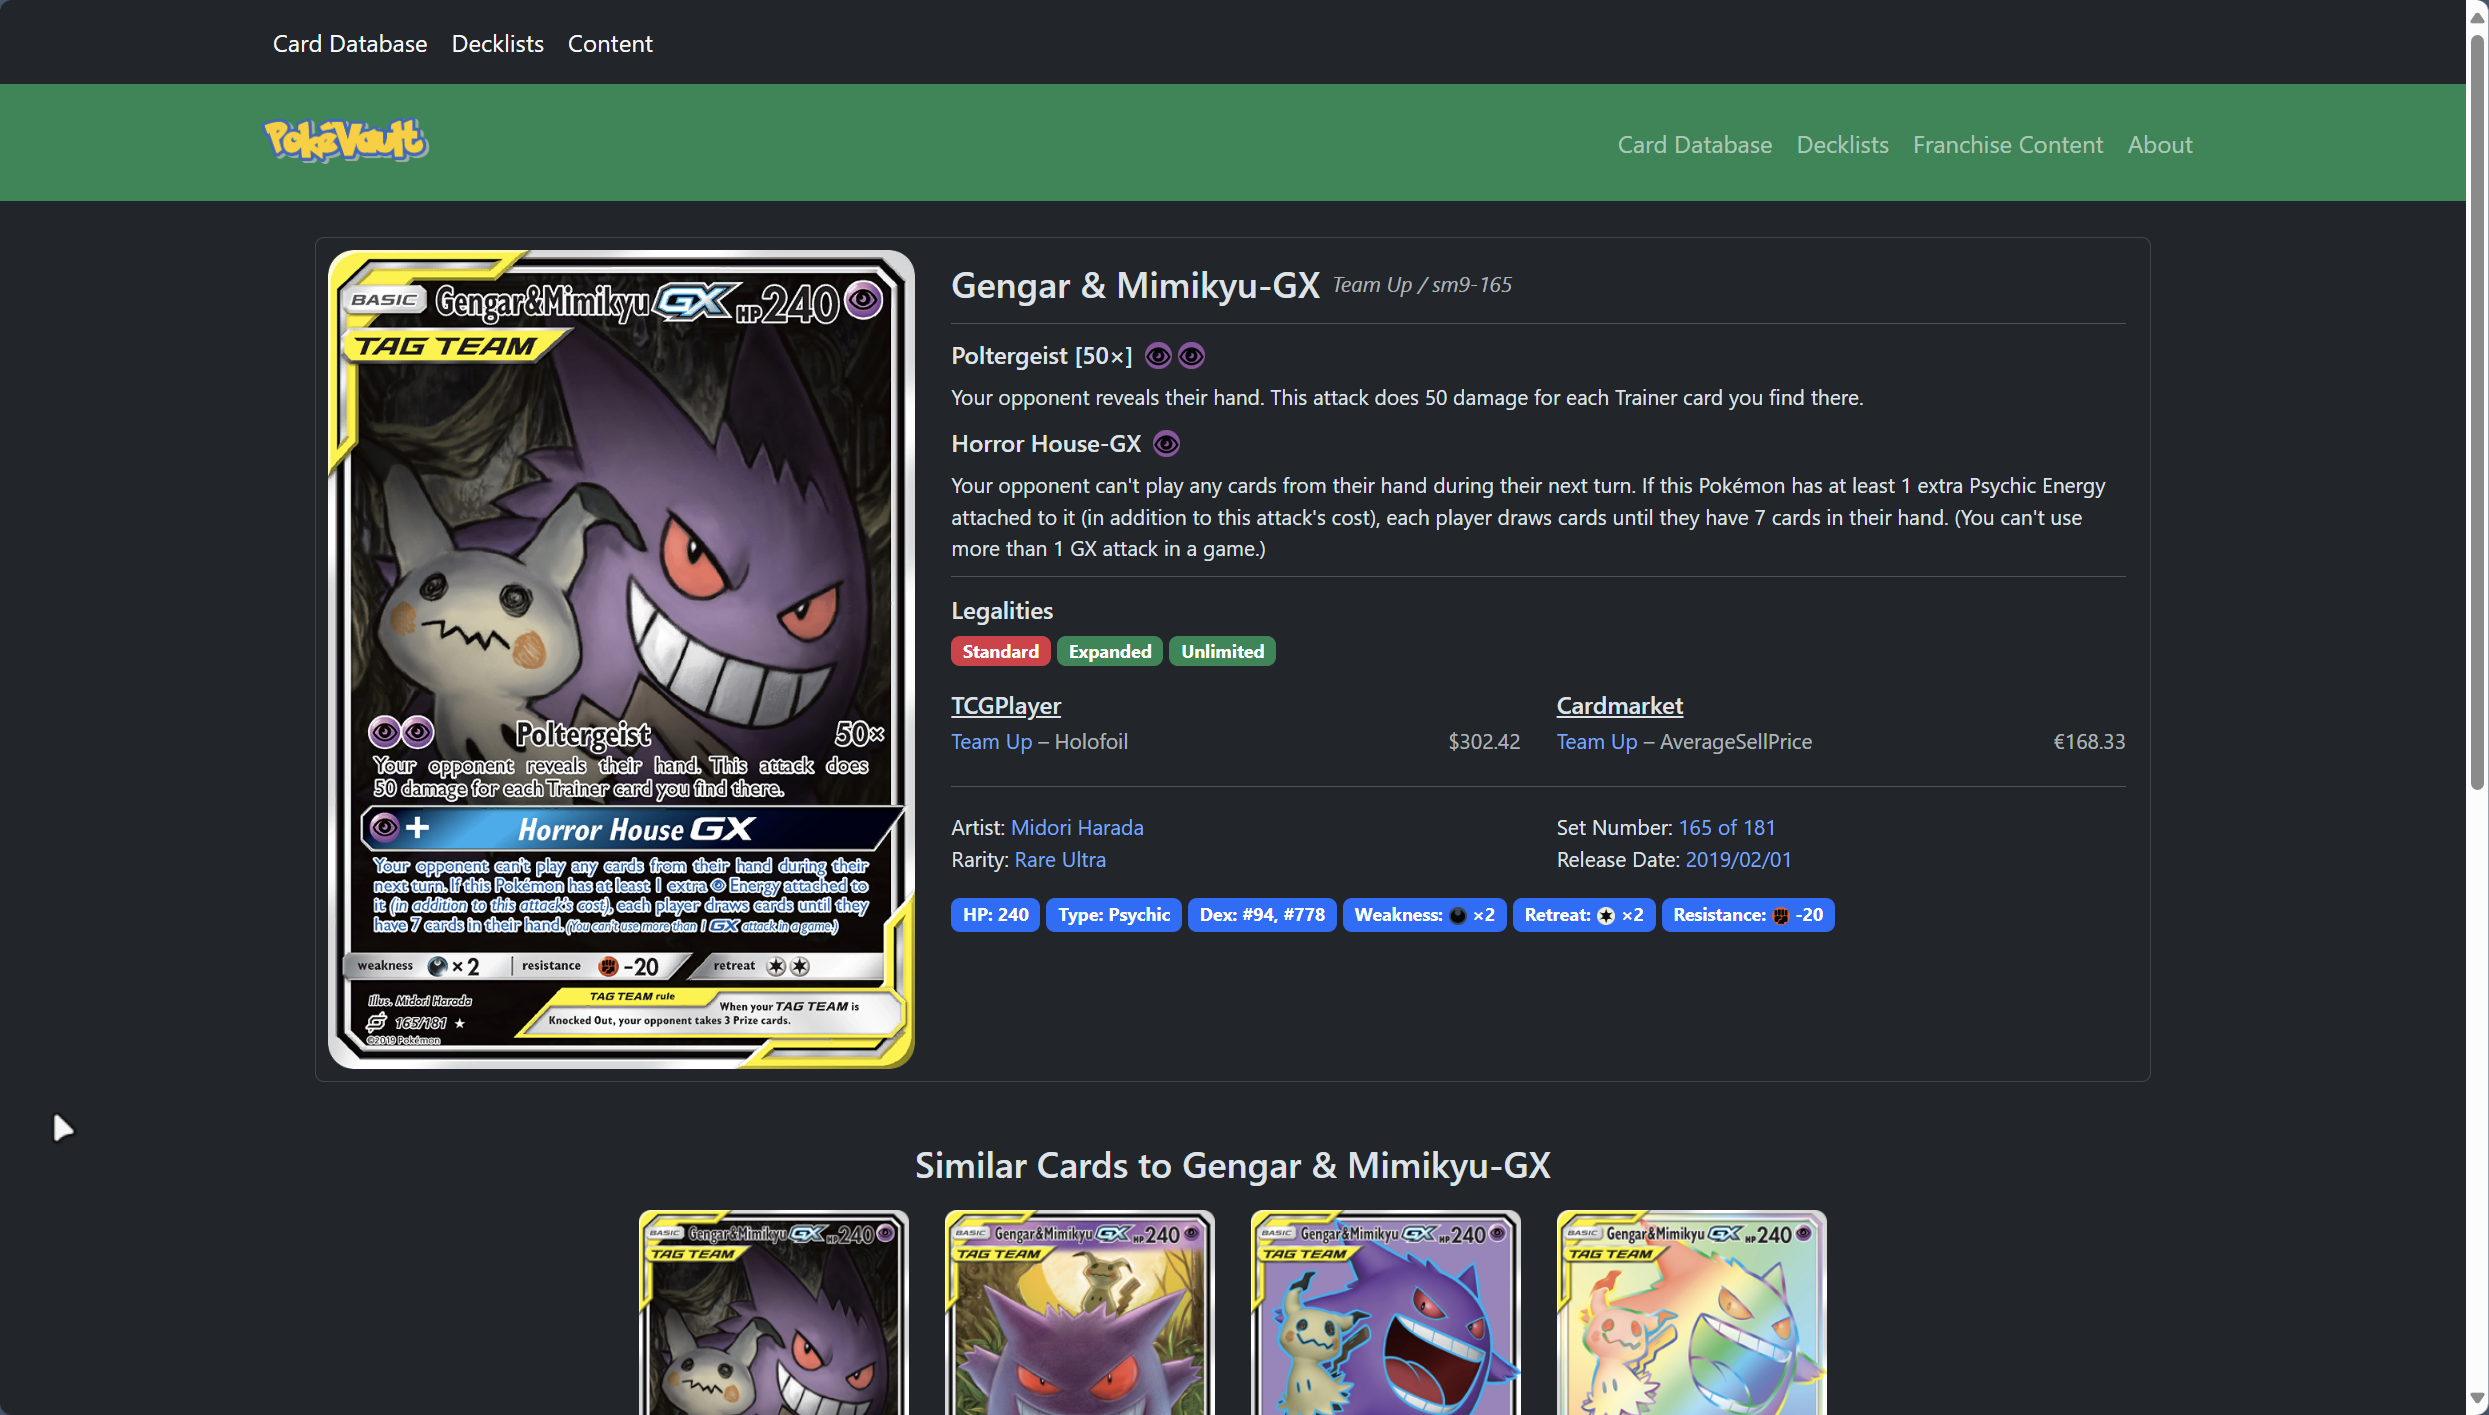 Card Database Decklists Content
PokéVault
Card Database Decklists Franchise Content About
BASIC Gengar&Mimikyu GX HP 240
TAG TEAM
Poltergeist 50×
Your opponent reveals their hand. This attack does
50 damage for each Trainer card you find there.
+ Horror House GX
Your opponent can't play any cards from their hand during their
next turn. If this Pokémon has at least 1 extra Energy attached to
it (in addition to this attack's cost), each player draws cards until they
have 7 cards in their hand. (You can't use more than 1 GX attack in a game.)
weakness ×2 resistance -20 retreat
Illus. Midori Harada
165/181
©2019 Pokémon
TAG TEAM rule
When your TAG TEAM is
Knocked Out, your opponent takes 3 Prize cards.
Gengar & Mimikyu-GX Team Up / sm9-165
Poltergeist [50×]
Your opponent reveals their hand. This attack does 50 damage for each Trainer card you find there.
Horror House-GX
Your opponent can't play any cards from their hand during their next turn. If this Pokémon has at least 1 extra Psychic Energy
attached to it (in addition to this attack's cost), each player draws cards until they have 7 cards in their hand. (You can't use
more than 1 GX attack in a game.)
Legalities
Standard Expanded Unlimited
TCGPlayer
Team Up – Holofoil $302.42
Cardmarket
Team Up – AverageSellPrice €168.33
Artist: Midori Harada
Rarity: Rare Ultra
Set Number: 165 of 181
Release Date: 2019/02/01
HP: 240 Type: Psychic Dex: #94, #778 Weakness: ×2 Retreat: ×2 Resistance: -20
Similar Cards to Gengar & Mimikyu-GX
BASIC Gengar&Mimikyu GX HP 240
TAG TEAM
BASIC Gengar&Mimikyu GX HP 240
TAG TEAM
BASIC Gengar&Mimikyu GX HP 240
TAG TEAM
BASIC Gengar&Mimikyu GX HP 240
TAG TEAM